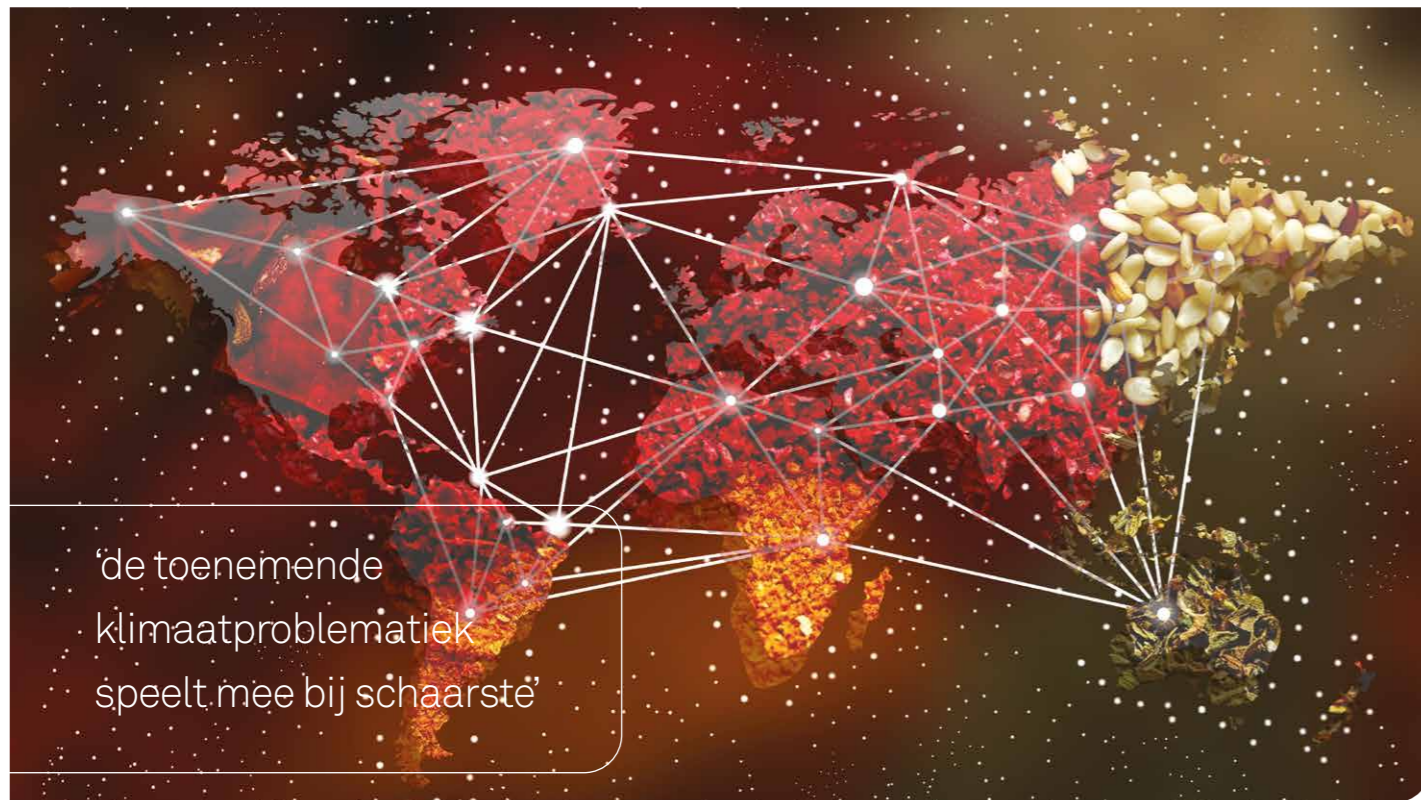 ‘de toenemende
klimaatproblematiek
speelt mee bij schaarste’